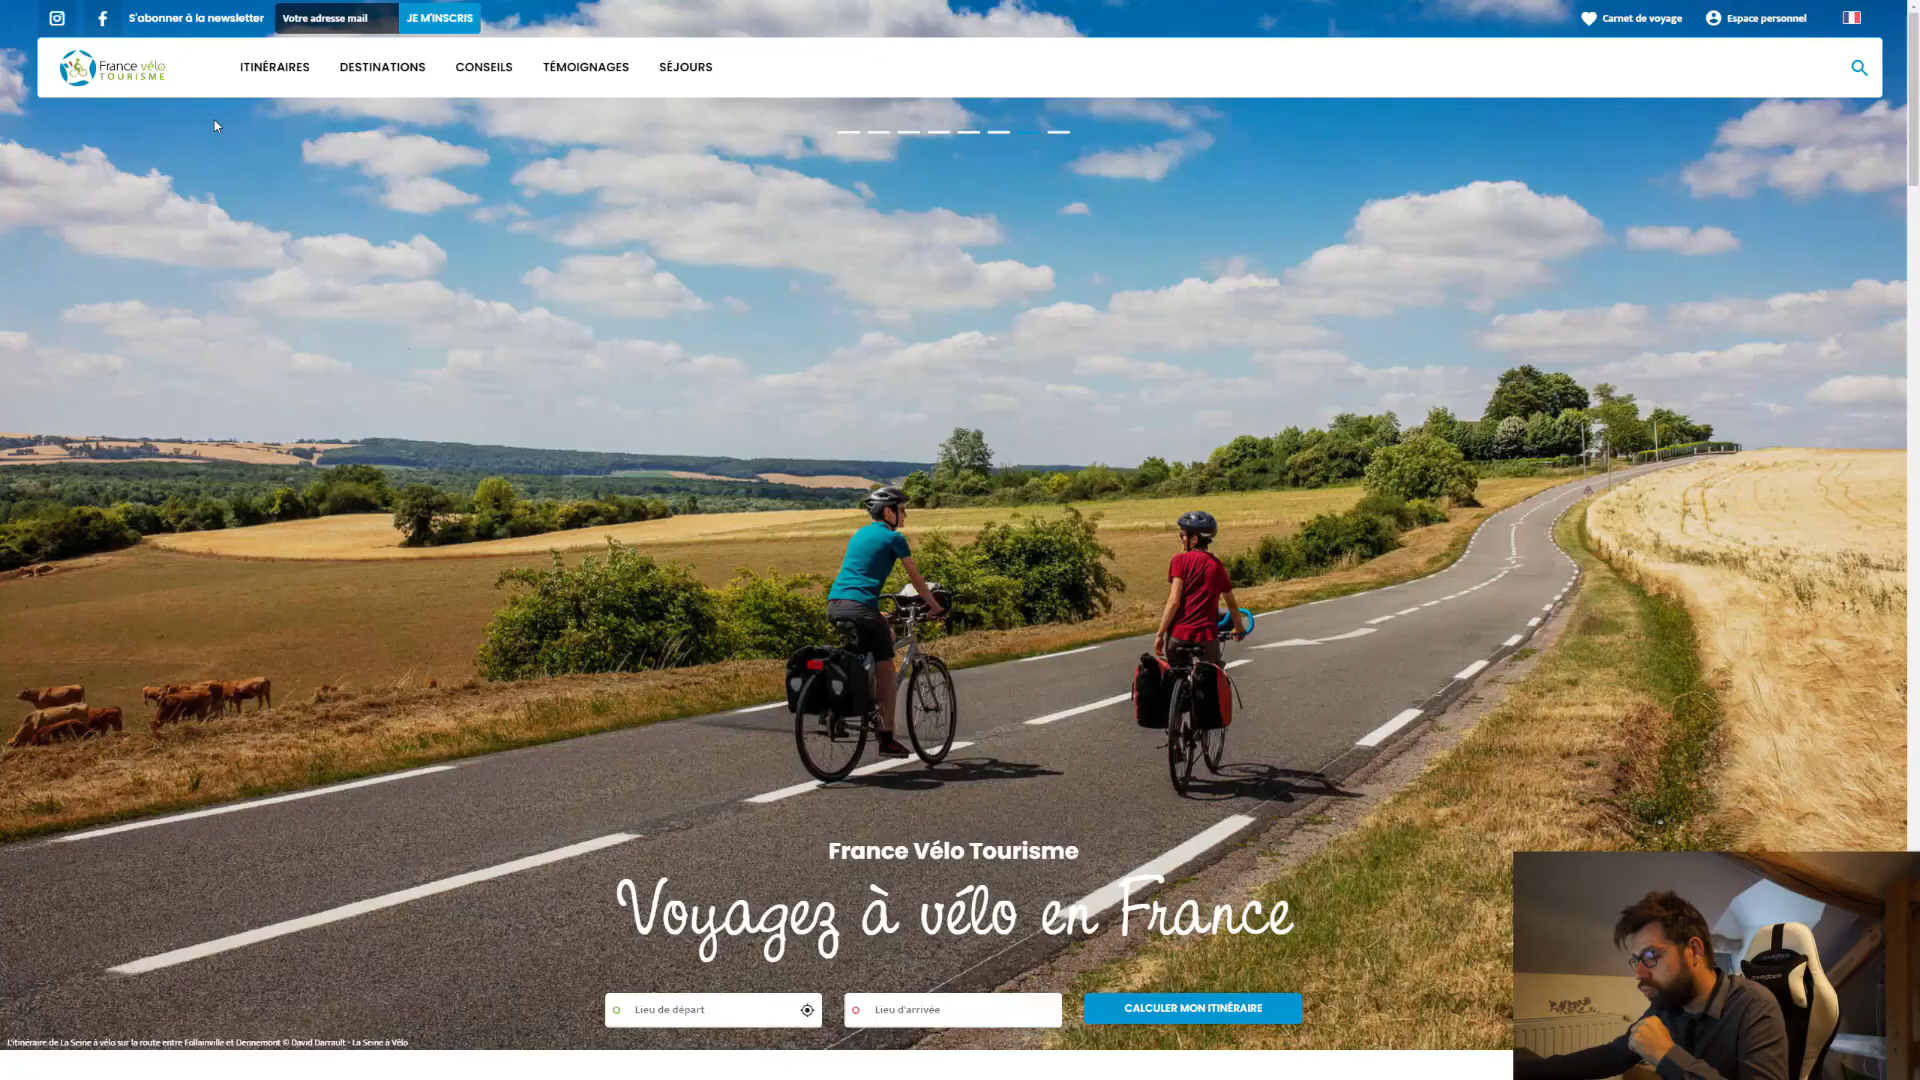 S'abonner à la newsletter
Votre adresse mail
JE M'INSCRIS
Carnet de voyage
Espace personnel
France vélo
TOURISME
ITINÉRAIRES
DESTINATIONS
CONSEILS
TÉMOIGNAGES
SÉJOURS
France Vélo Tourisme
Voyagez à vélo en France
Lieu de départ
Lieu d'arrivée
CALCULER MON ITINÉRAIRE
L'itinéraire de La Seine à vélo sur la route entre Follainville et Dennemont © David Darrault - La Seine à Vélo